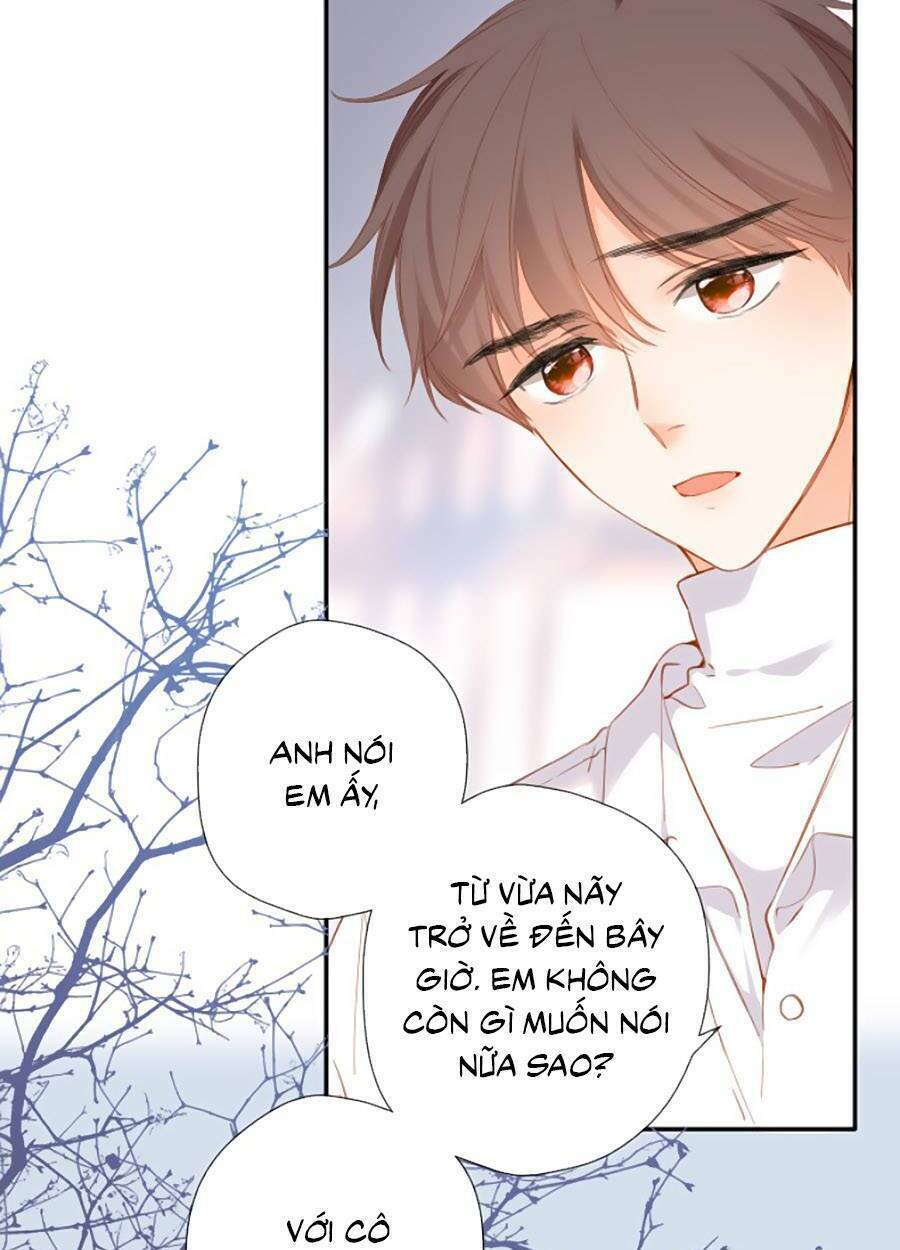 ANH NÓI
EM ẤY,
TỪ VỪA NÃY
TRỞ VỀ ĐẾN BÂY
GIỜ. EM KHÔNG
CÒN GÌ MUỐN NÓI
NỮA SAO?
VỚI CÔ